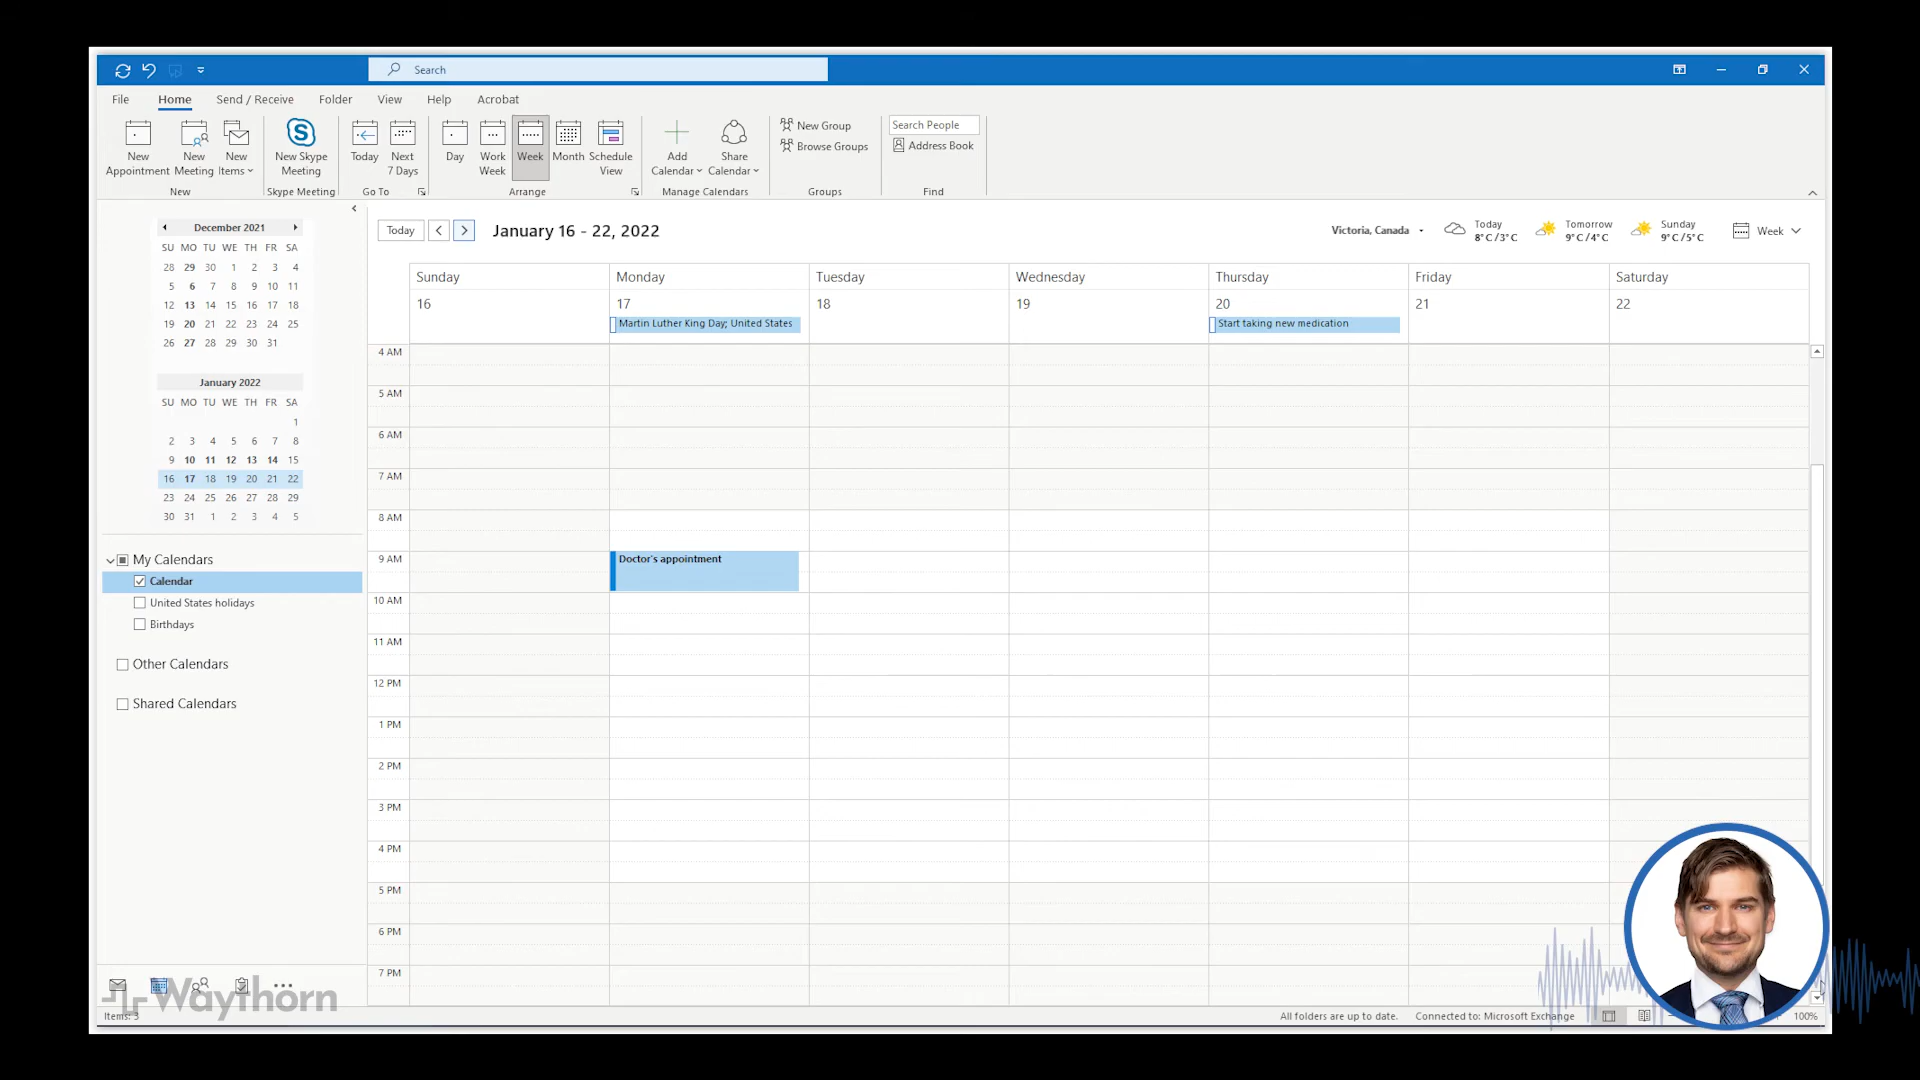 Search
File Home Send / Receive Folder View Help Acrobat
New Appointment
New Meeting
New Items
New
New Skype Meeting
Skype Meeting
Today
Next 7 Days
Go To
Day
Work Week
Week
Month
Schedule View
Arrange
Add Calendar
Share Calendar
Manage Calendars
New Group
Browse Groups
Groups
Search People
Address Book
Find
December 2021
SU MO TU WE TH FR SA
28 29 30 1 2 3 4
5 6 7 8 9 10 11
12 13 14 15 16 17 18
19 20 21 22 23 24 25
26 27 28 29 30 31
January 2022
SU MO TU WE TH FR SA
1
2 3 4 5 6 7 8
9 10 11 12 13 14 15
16 17 18 19 20 21 22
23 24 25 26 27 28 29
30 31 1 2 3 4 5
My Calendars
Calendar
United States holidays
Birthdays
Other Calendars
Shared Calendars
Today
January 16 - 22, 2022
Victoria, Canada
Today
8°C/3°C
Tomorrow
9°C/4°C
Sunday
9°C/5°C
Week
Sunday Monday Tuesday Wednesday Thursday Friday Saturday
16 17 18 19 20 21 22
Martin Luther King Day; United States
Start taking new medication
4 AM
5 AM
6 AM
7 AM
8 AM
9 AM
Doctor's appointment
10 AM
11 AM
12 PM
1 PM
2 PM
3 PM
4 PM
5 PM
6 PM
7 PM
Waythorn
Items: 3
All folders are up to date.
Connected to: Microsoft Exchange
100%